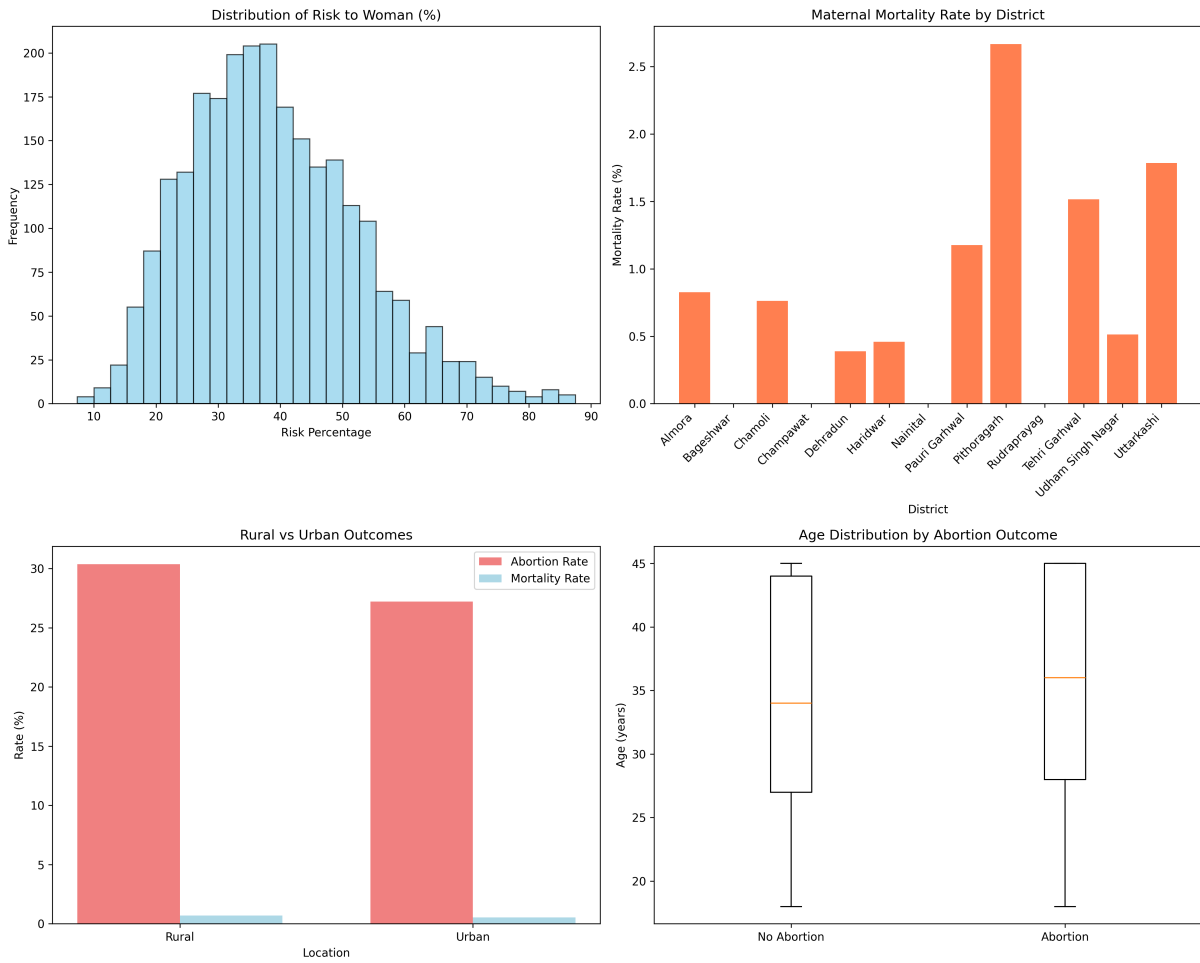 Distribution of Risk to Woman (%)
Frequency
200
175
150
125
100
75
50
25
0
10 20 30 40 50 60 70 80 90
Risk Percentage
Maternal Mortality Rate by District
Mortality Rate (%)
2.5
2.0
1.5
1.0
0.5
0.0
Almora
Bageshwar
Chamoli
Champawat
Dehradun
Haridwar
Nainital
Pauri Garhwal
Pithoragarh
Rudraprayag
Tehri Garhwal
Udham Singh Nagar
Uttarkashi
District
Rural vs Urban Outcomes
Abortion Rate
Mortality Rate
Rate (%)
30
25
20
15
10
5
0
Rural Urban
Location
Age Distribution by Abortion Outcome
Age (years)
45
40
35
30
25
20
No Abortion Abortion